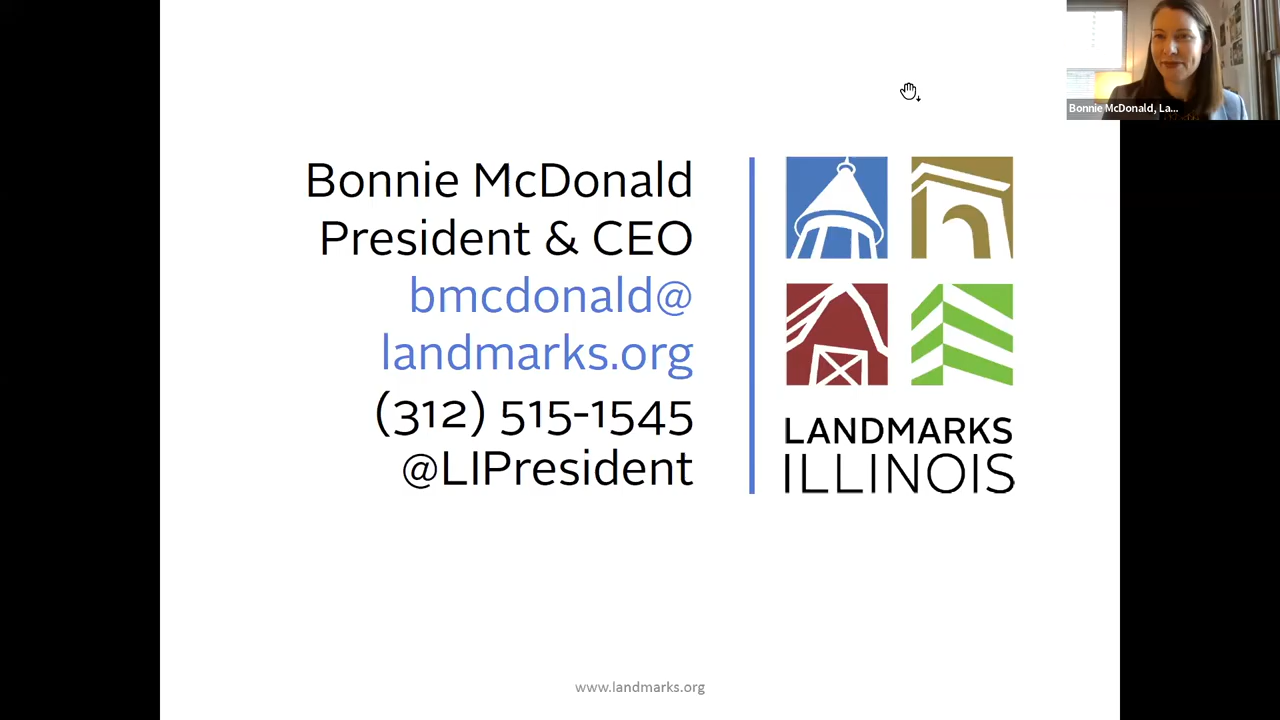 Bonnie McDonald, La...
Bonnie McDonald
President & CEO
bmcdonald@
landmarks.org
(312) 515-1545
@LIPresident
LANDMARKS
ILLINOIS
www.landmarks.org